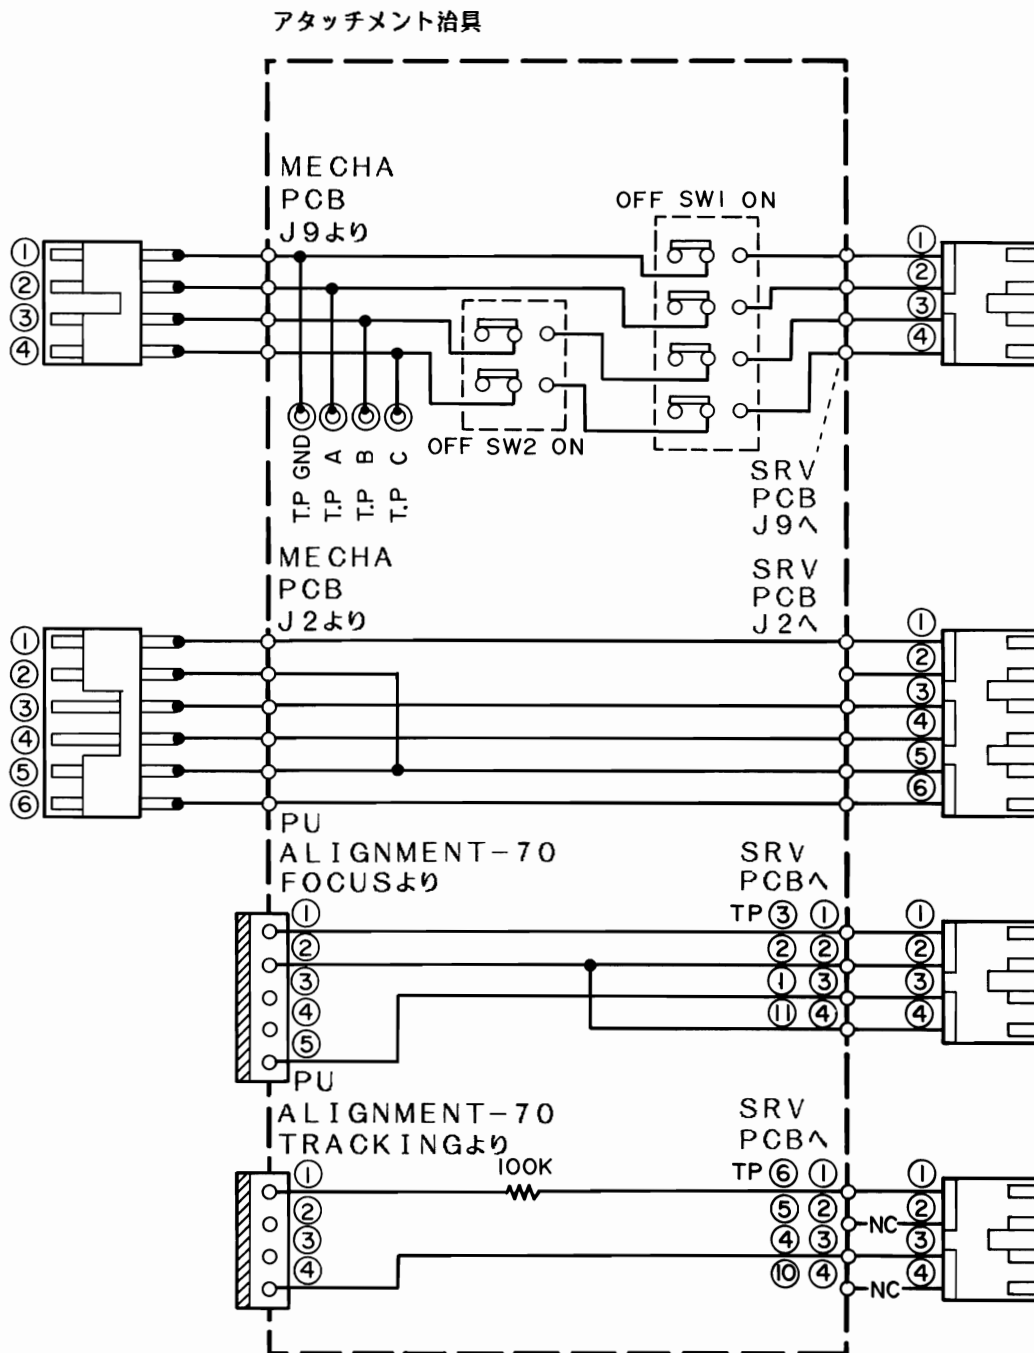 アタッチメント治具
MECHA
PCB
J9より
OFF SW1 ON
① ② ③ ④
① ② ③ ④
OFF SW2 ON
T.P GND
T.P A
T.P B
T.P C
SRV
PCB
J9へ
MECHA
PCB
J2より
SRV
PCB
J2へ
① ② ③ ④ ⑤ ⑥
① ② ③ ④ ⑤ ⑥
PU
ALIGNMENT-70
FOCUSより
SRV
PCBへ
① ② ③ ④ ⑤
TP ③ ① ①
② ② ②
① ③ ③
⑪ ④ ④
PU
ALIGNMENT-70
TRACKINGより
SRV
PCBへ
① ② ③ ④
100K
TP ⑥ ① ①
⑤ ② NC ②
④ ③ ③
⑩ ④ NC ④